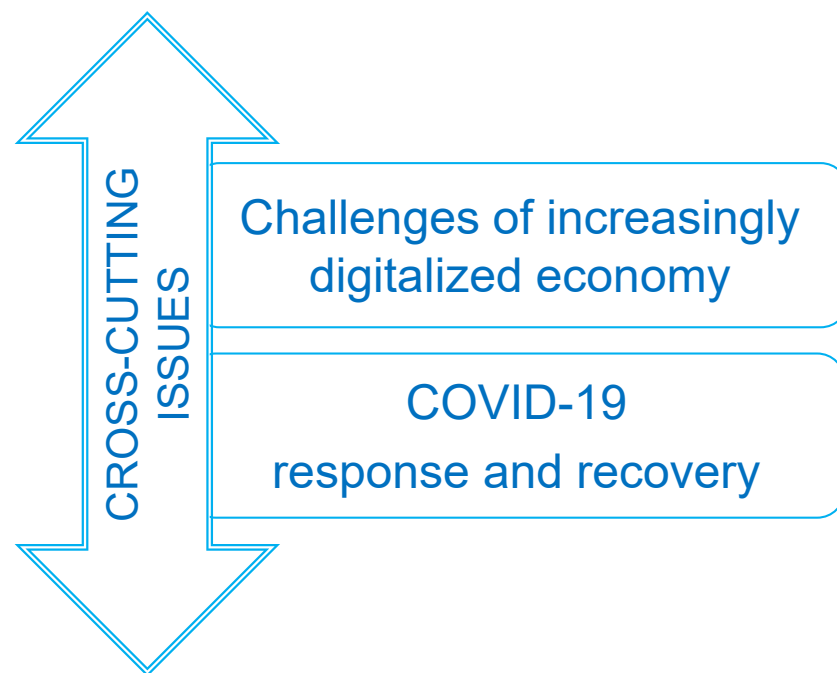 CROSS-CUTTING
ISSUES
Challenges of increasingly
digitalized economy
COVID-19
response and recovery